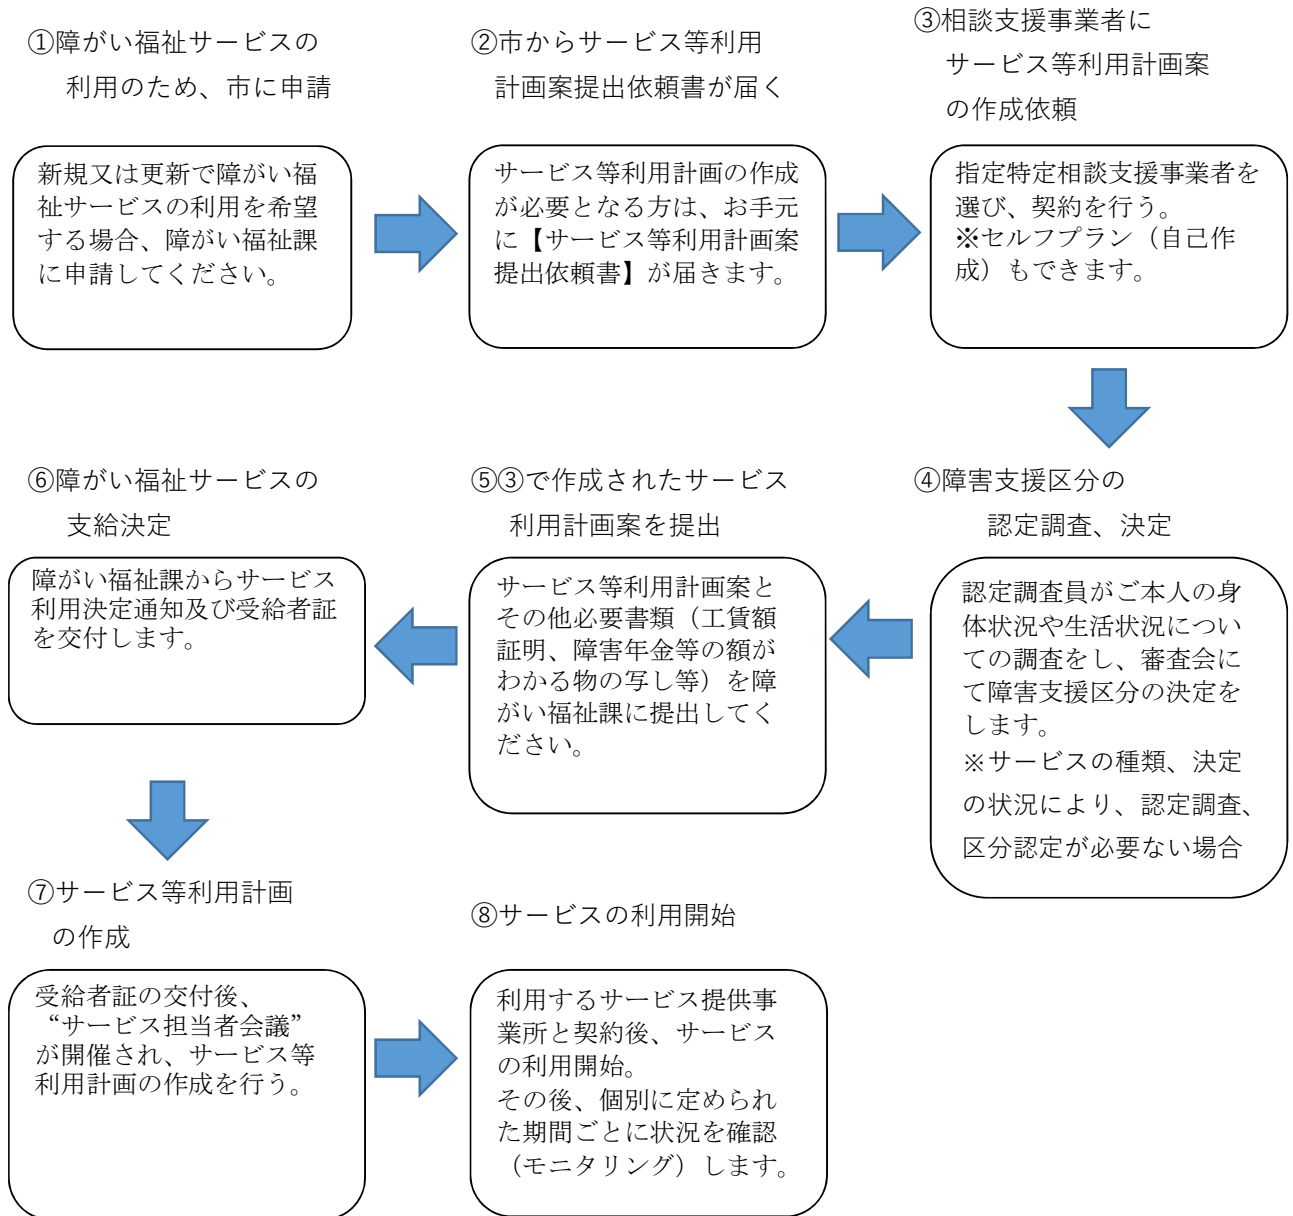 ①障がい福祉サービスの
利用のため、市に申請
新規又は更新で障がい福
祉サービスの利用を希望
する場合、障がい福祉課
に申請してください。
②市からサービス等利用
計画案提出依頼書が届く
サービス等利用計画の作成
が必要となる方は、お手元
に【サービス等利用計画案
提出依頼書】が届きます。
③相談支援事業者に
サービス等利用計画案
の作成依頼
指定特定相談支援事業者を
選び、契約を行う。
※セルフプラン（自己作
成）もできます。
④障害支援区分の
認定調査、決定
認定調査員がご本人の身
体状況や生活状況につい
ての調査をし、審査会に
て障害支援区分の決定を
します。
※サービスの種類、決定
の状況により、認定調査、
区分認定が必要ない場合
⑤③で作成されたサービス
利用計画案を提出
サービス等利用計画案と
その他必要書類（工賃額
証明、障害年金等の額が
わかる物の写し等）を障
がい福祉課に提出してく
ださい。
⑥障がい福祉サービスの
支給決定
障がい福祉課からサービス
利用決定通知及び受給者証
を交付します。
⑦サービス等利用計画
の作成
受給者証の交付後、
“サービス担当者会議”
が開催され、サービス等
利用計画の作成を行う。
⑧サービスの利用開始
利用するサービス提供事
業所と契約後、サービス
の利用開始。
その後、個別に定められ
た期間ごとに状況を確認
（モニタリング）します。